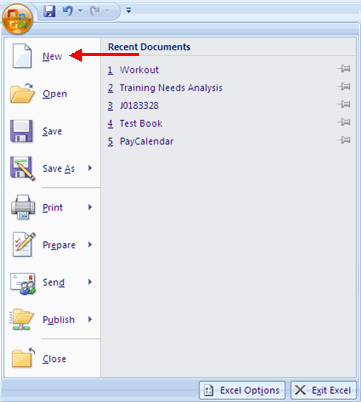 Recent Documents
New
Open
Save
Save As
Print
Prepare
Send
Publish
Close
1 Workout
2 Training Needs Analysis
3 J0183328
4 Test Book
5 PayCalendar
Excel Options
Exit Excel